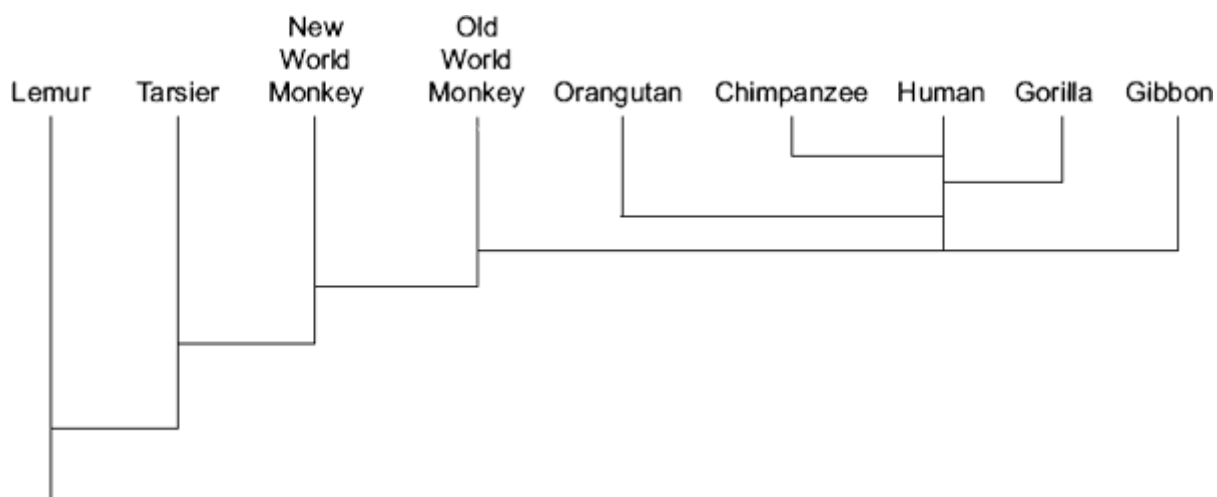 New
World
Monkey
Old
World
Monkey
Lemur
Tarsier
Orangutan
Chimpanzee
Human
Gorilla
Gibbon